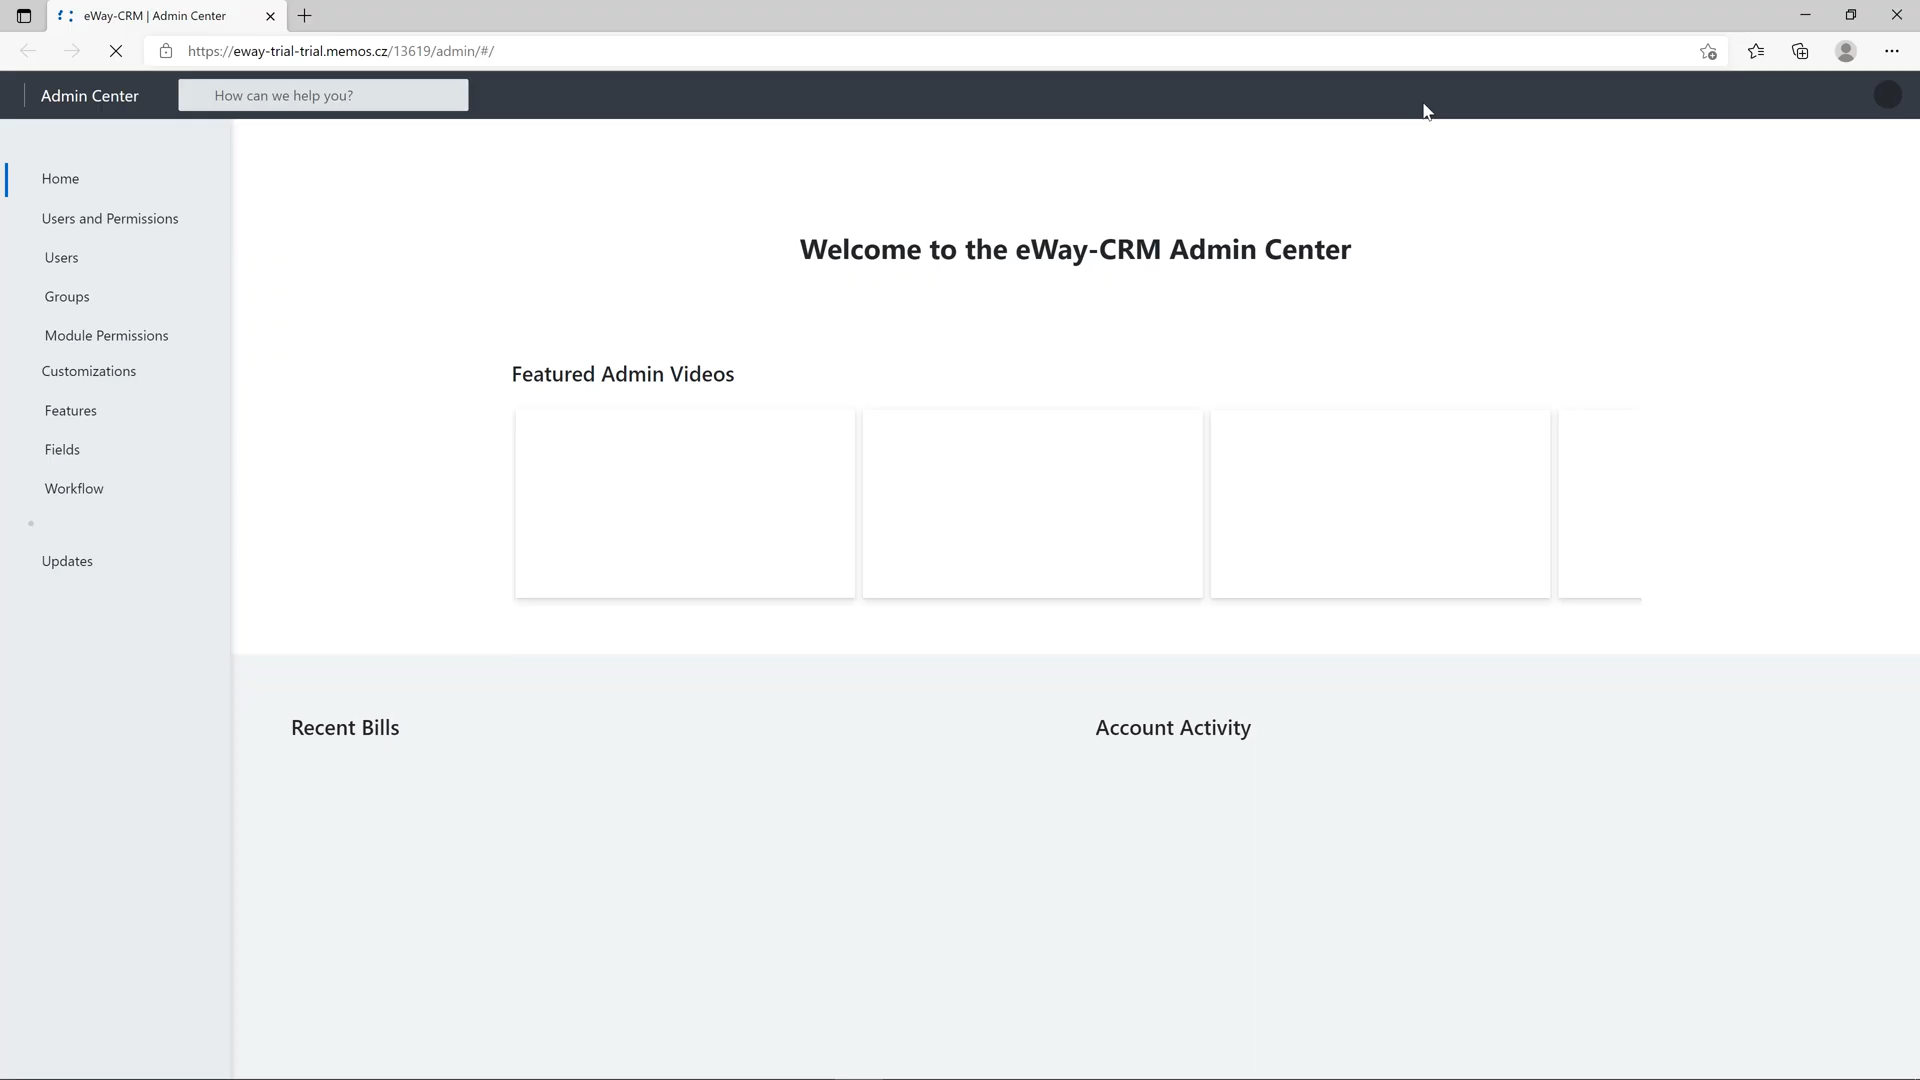 eWay-CRM | Admin Center
https://eway-trial-trial.memos.cz/13619/admin/#/
Admin Center
How can we help you?
Home
Users and Permissions
Users
Groups
Module Permissions
Customizations
Features
Fields
Workflow
Updates
Welcome to the eWay-CRM Admin Center
Featured Admin Videos
Recent Bills
Account Activity